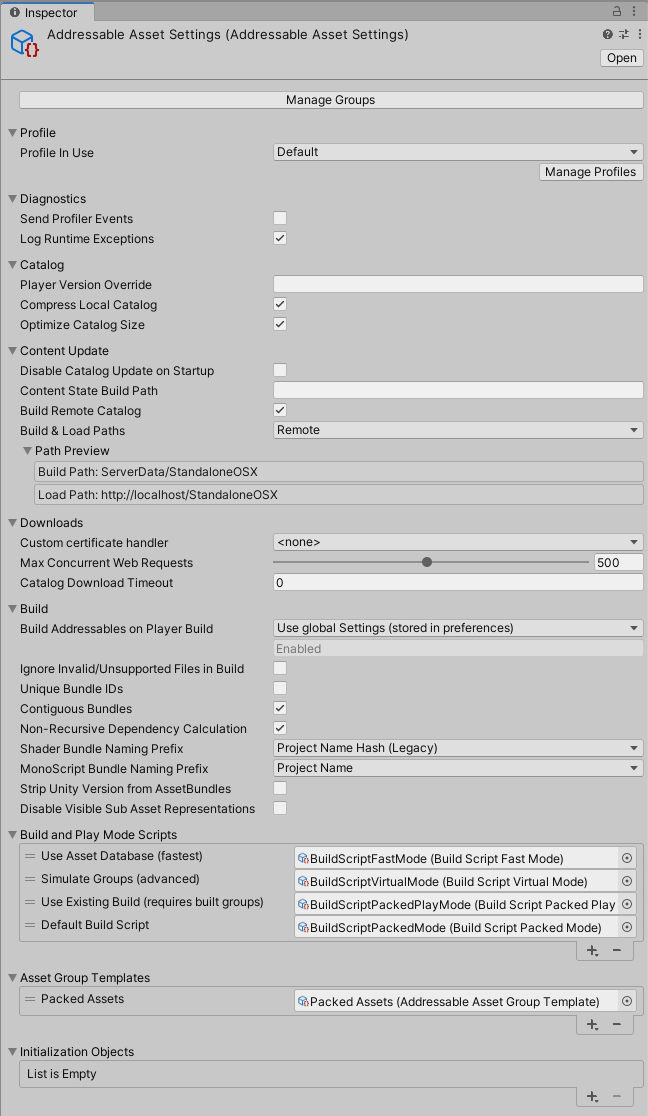 Inspector
Addressable Asset Settings (Addressable Asset Settings)
Open
Manage Groups
Profile
Profile In Use
Default
Manage Profiles
Diagnostics
Send Profiler Events
Log Runtime Exceptions
Catalog
Player Version Override
Compress Local Catalog
Optimize Catalog Size
Content Update
Disable Catalog Update on Startup
Content State Build Path
Build Remote Catalog
Build & Load Paths
Remote
Path Preview
Build Path: ServerData/StandaloneOSX
Load Path: http://localhost/StandaloneOSX
Downloads
Custom certificate handler
<none>
Max Concurrent Web Requests
500
Catalog Download Timeout
0
Build
Build Addressables on Player Build
Use global Settings (stored in preferences)
Enabled
Ignore Invalid/Unsupported Files in Build
Unique Bundle IDs
Contiguous Bundles
Non-Recursive Dependency Calculation
Shader Bundle Naming Prefix
Project Name Hash (Legacy)
MonoScript Bundle Naming Prefix
Project Name
Strip Unity Version from AssetBundles
Disable Visible Sub Asset Representations
Build and Play Mode Scripts
Use Asset Database (fastest)
BuildScriptFastMode (Build Script Fast Mode)
Simulate Groups (advanced)
BuildScriptVirtualMode (Build Script Virtual Mode)
Use Existing Build (requires built groups)
BuildScriptPackedPlayMode (Build Script Packed Play
Default Build Script
BuildScriptPackedMode (Build Script Packed Mode)
Asset Group Templates
Packed Assets
Packed Assets (Addressable Asset Group Template)
Initialization Objects
List is Empty